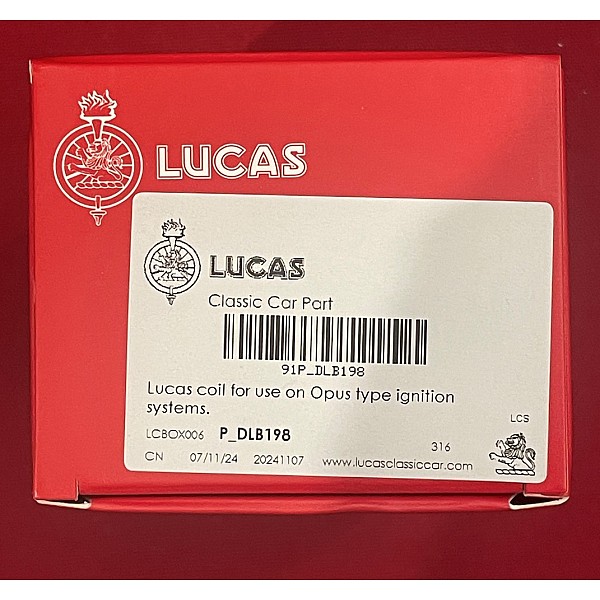 LUCAS
LUCAS
Classic Car Part
91P_DLB198
Lucas coil for use on Opus type ignition
systems.
LCS
LCBOX006 P_DLB198
316
CN 07/11/24 20241107 www.lucasclassiccar.com